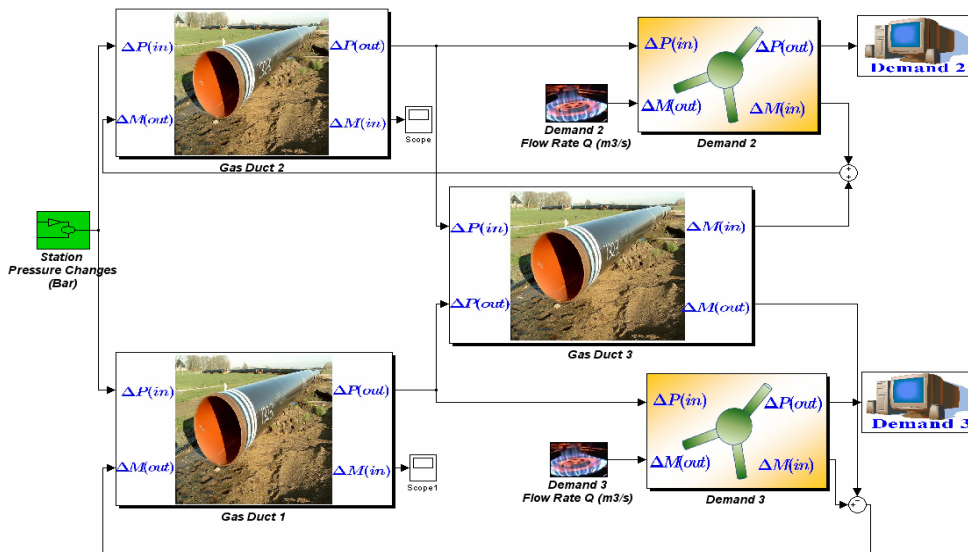 ΔP(in)
ΔP(out)
ΔM(out)
ΔM(in)
Gas Duct 2
Scope
Demand 2
Flow Rate Q (m3/s)
ΔP(in)
ΔP(out)
ΔM(out)
ΔM(in)
Demand 2
Demand 2
Station
Pressure Changes
(Bar)
ΔP(in)
ΔM(in)
ΔP(out)
ΔM(out)
Gas Duct 3
ΔP(in)
ΔP(out)
ΔM(out)
ΔM(in)
Gas Duct 1
Scope1
Demand 3
Flow Rate Q (m3/s)
ΔP(in)
ΔP(out)
ΔM(out)
ΔM(in)
Demand 3
Demand 3